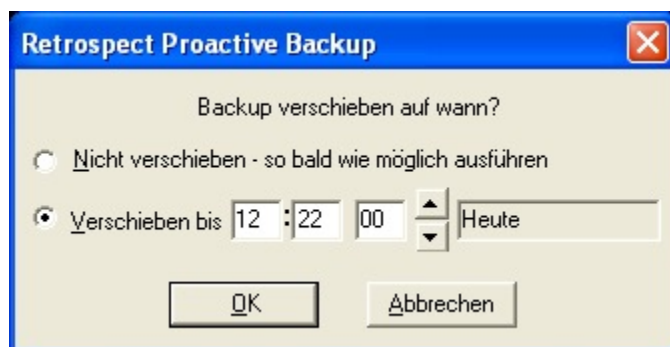 Retrospect Proactive Backup
Backup verschieben auf wann?
Nicht verschieben - so bald wie möglich ausführen
Verschieben bis 12 : 22 00 Heute
OK Abbrechen